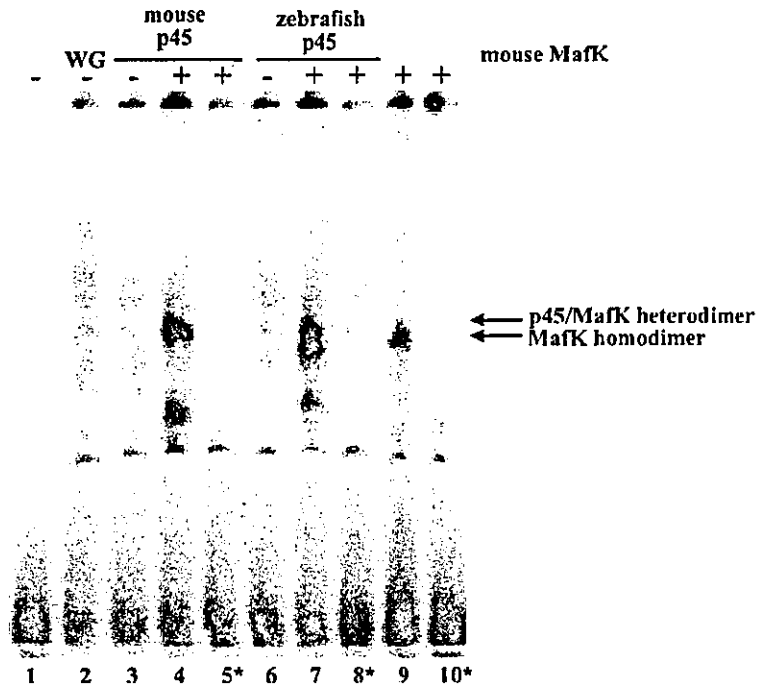 mouse p45
zebrafish p45
WG
mouse MafK
- - - + + - + + + +
p45/MafK heterodimer
MafK homodimer
1 2 3 4 5* 6 7 8* 9 10*